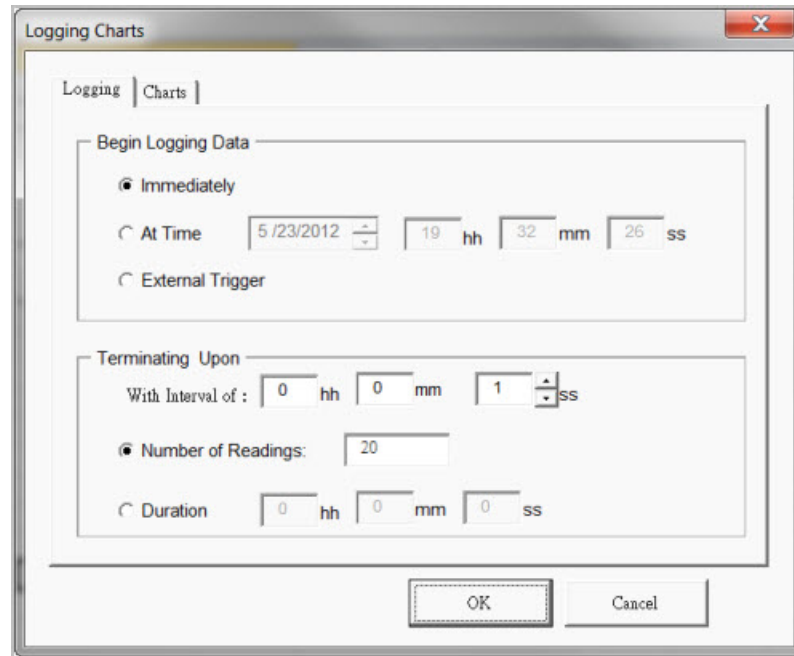 Logging Charts
Logging Charts
Begin Logging Data
Immediately
At Time 5 /23/2012 19 hh 32 mm 26 ss
External Trigger
Terminating Upon
With Interval of : 0 hh 0 mm 1 ss
Number of Readings: 20
Duration 0 hh 0 mm 0 ss
OK Cancel